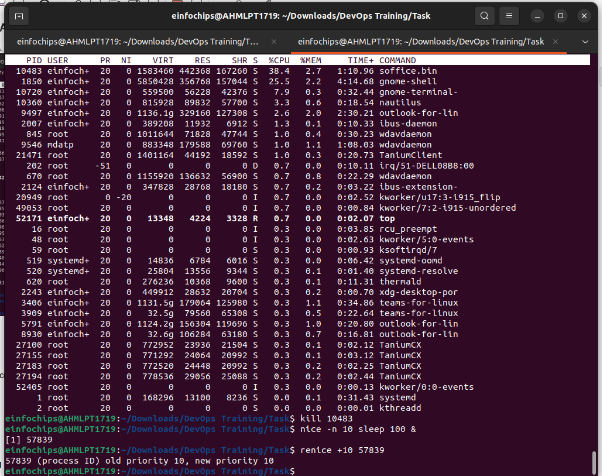 einfochips@AHMLPT1719: ~/Downloads/DevOps Training/Task
einfochips@AHMLPT1719: ~/Downloads/DevOps Training/T... einfochips@AHMLPT1719: ~/Downloads/DevOps Training/Task
PID USER PR NI VIRT RES SHR S %CPU %MEM TIME+ COMMAND
10483 einfoch+ 20 0 1583460 442368 167260 S 38.4 2.7 1:10.96 soffice.bin
1850 einfoch+ 20 0 5850428 356768 157044 S 25.5 2.2 4:14.68 gnome-shell
10720 einfoch+ 20 0 559500 56228 42376 S 7.9 0.3 0:32.44 gnome-terminal-
10360 einfoch+ 20 0 815928 89832 57700 S 3.3 0.6 0:18.54 nautilus
9497 einfoch+ 20 0 1136.1g 329160 127308 S 2.6 2.0 2:30.21 outlook-for-lin
2007 einfoch+ 20 0 389208 11932 6912 S 1.3 0.1 0:10.33 ibus-daemon
845 root 20 0 1011644 71828 47744 S 1.0 0.4 0:30.23 wdavdaemon
9546 mdatp 20 0 883348 179588 69760 S 1.0 1.1 1:08.03 wdavdaemon
21471 root 20 0 1401164 44192 18592 S 1.0 0.3 0:20.73 TaniumClient
202 root -51 0 0 0 0 D 0.7 0.0 0:10.10 irq/51-DELL08B8:00
670 root 20 0 1155920 136632 56900 S 0.7 0.8 0:22.29 wdavdaemon
2124 einfoch+ 20 0 347828 28768 18180 S 0.7 0.2 0:03.22 ibus-extension-
20949 root 0 -20 0 0 0 I 0.7 0.0 0:02.52 kworker/u17:3-i915_flip
49917 root 20 0 0 0 0 I 0.7 0.0 0:00.84 kworker/7:2-i915-unordered
52171 einfoch+ 20 0 13348 4224 3328 R 0.7 0.0 0:02.07 top
16 root 20 0 0 0 0 I 0.3 0.0 0:03.85 rcu_preempt
48 root 20 0 0 0 0 I 0.3 0.0 0:02.63 kworker/5:0-events
59 root 20 0 0 0 0 S 0.3 0.0 0:00.93 ksoftirqd/7
519 systemd+ 20 0 14836 6784 6016 S 0.3 0.0 0:06.42 systemd-oomd
520 systemd+ 20 0 25804 13556 9344 S 0.3 0.1 0:01.40 systemd-resolve
620 root 20 0 276236 10368 9600 S 0.3 0.1 0:11.31 thermald
2243 einfoch+ 20 0 449912 28632 20704 S 0.3 0.2 0:00.70 xdg-desktop-por
3406 einfoch+ 20 0 1131.5g 179064 125980 S 0.3 1.1 0:34.86 teams-for-linux
3909 einfoch+ 20 0 32.5g 79560 65308 S 0.3 0.5 0:22.64 teams-for-linux
5791 einfoch+ 20 0 1124.2g 156304 119696 S 0.3 1.0 0:20.80 outlook-for-lin
8930 einfoch+ 20 0 32.6g 106284 63180 S 0.3 0.7 0:16.81 outlook-for-lin
27100 root 20 0 772952 23936 21504 S 0.3 0.1 0:02.12 TaniumCX
27155 root 20 0 771292 24064 20992 S 0.3 0.1 0:03.12 TaniumCX
27183 root 20 0 772520 24448 20992 S 0.3 0.2 0:02.25 TaniumCX
27194 root 20 0 778536 29056 25088 S 0.3 0.2 0:02.44 TaniumCX
52405 root 20 0 0 0 0 I 0.3 0.0 0:00.13 kworker/0:0-events
1 root 20 0 168296 13100 8236 S 0.0 0.1 0:31.43 systemd
2 root 20 0 0 0 0 S 0.0 0.0 0:00.01 kthreadd
einfochips@AHMLPT1719:~/Downloads/DevOps Training/Task$ kill 10483
einfochips@AHMLPT1719:~/Downloads/DevOps Training/Task$ nice -n 10 sleep 100 &
[1] 57839
einfochips@AHMLPT1719:~/Downloads/DevOps Training/Task$ renice +10 57839
57839 (process ID) old priority 10, new priority 10
einfochips@AHMLPT1719:~/Downloads/DevOps Training/Task$